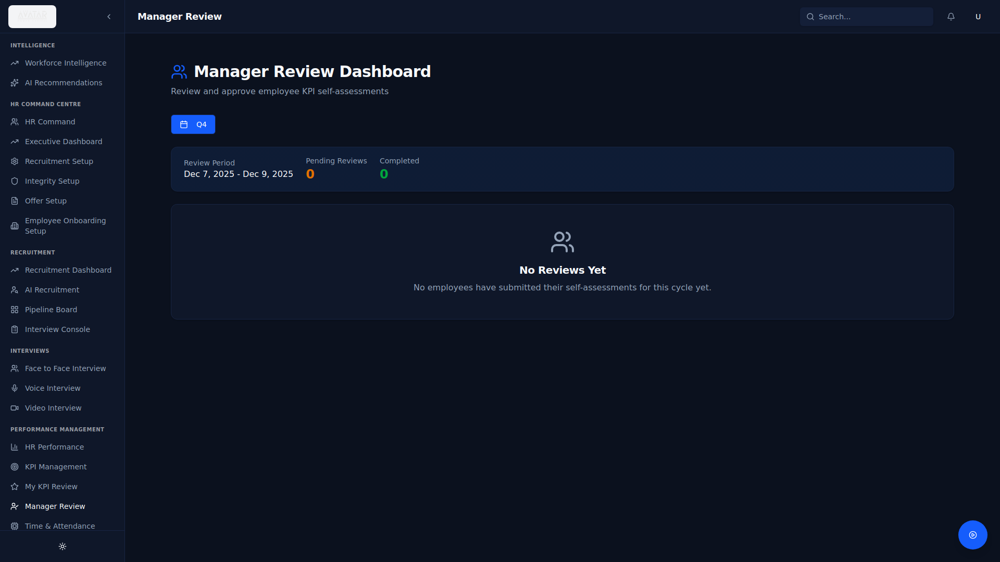 AVATAR
Manager Review
Search...
U
INTELLIGENCE
Workforce Intelligence
AI Recommendations
HR COMMAND CENTRE
HR Command
Executive Dashboard
Recruitment Setup
Integrity Setup
Offer Setup
Employee Onboarding
Setup
RECRUITMENT
Recruitment Dashboard
AI Recruitment
Pipeline Board
Interview Console
INTERVIEWS
Face to Face Interview
Voice Interview
Video Interview
PERFORMANCE MANAGEMENT
HR Performance
KPI Management
My KPI Review
Manager Review
Time & Attendance
Manager Review Dashboard
Review and approve employee KPI self-assessments
Q4
Review Period
Dec 7, 2025 - Dec 9, 2025
Pending Reviews
0
Completed
0
No Reviews Yet
No employees have submitted their self-assessments for this cycle yet.